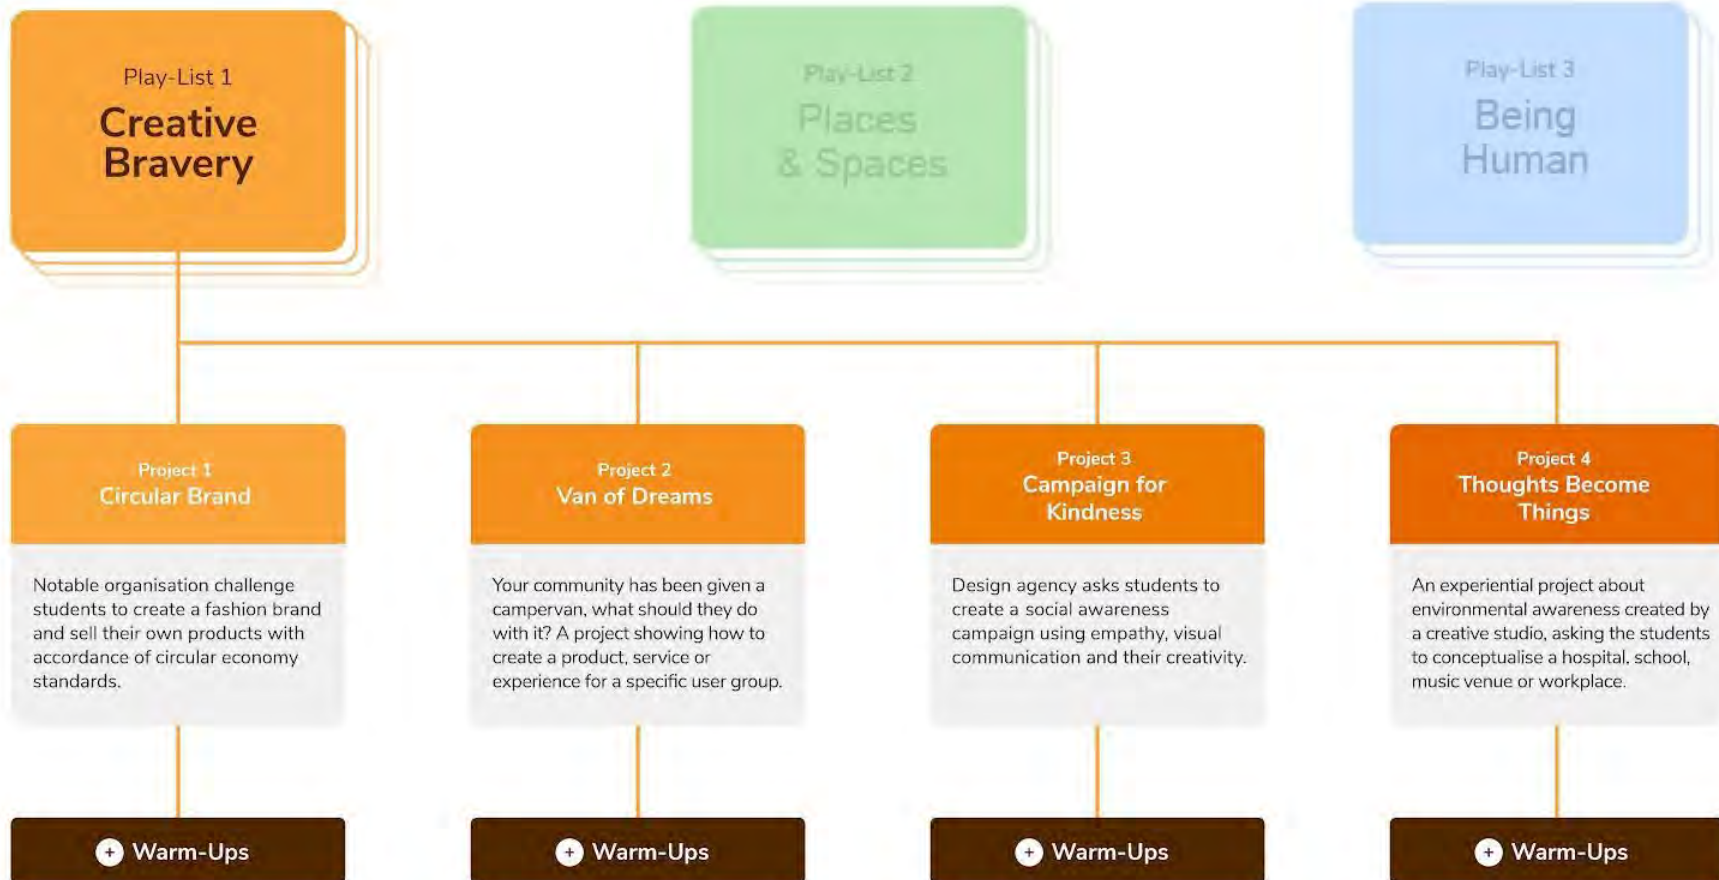 Play-List 1
Creative
Bravery
Play-List 2
Places
& Spaces
Play-List 3
Being
Human
Project 1
Circular Brand
Notable organisation challenge
students to create a fashion brand
and sell their own products with
accordance of circular economy
standards.
Project 2
Van of Dreams
Your community has been given a
campervan, what should they do
with it? A project showing how to
create a product, service or
experience for a specific user group.
Project 3
Campaign for
Kindness
Design agency asks students to
create a social awareness
campaign using empathy, visual
communication and their creativity.
Project 4
Thoughts Become
Things
An experiential project about
environmental awareness created by
a creative studio, asking the students
to conceptualise a hospital, school,
music venue or workplace.
+ Warm-Ups
+ Warm-Ups
+ Warm-Ups
+ Warm-Ups